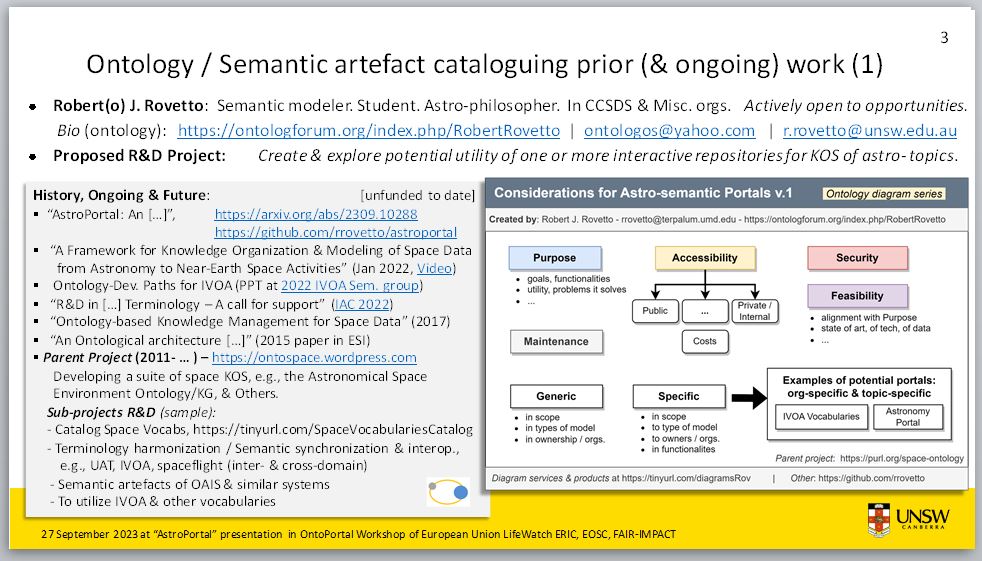 3
Ontology / Semantic artefact cataloguing prior (& ongoing) work (1)
• Robert(o) J. Rovetto: Semantic modeler. Student. Astro-philosopher. In CCSDS & Misc. orgs. Actively open to opportunities.
Bio (ontology): https://ontologforum.org/index.php/RobertRovetto | ontologos@yahoo.com | r.rovetto@unsw.edu.au
• Proposed R&D Project: Create & explore potential utility of one or more interactive repositories for KOS of astro-topics.
History, Ongoing & Future: [unfunded to date]
▪ “AstroPortal: An […]”, https://arxiv.org/abs/2309.10288
https://github.com/rrovetto/astroportal
▪ “A Framework for Knowledge Organization & Modeling of Space Data
from Astronomy to Near-Earth Space Activities” (Jan 2022, Video)
▪ Ontology-Dev. Paths for IVOA (PPT at 2022 IVOA Sem. group)
▪ “R&D in […] Terminology – A call for support” (IAC 2022)
▪ “Ontology-based Knowledge Management for Space Data” (2017)
▪ “An Ontological architecture […]” (2015 paper in ESI)
▪ Parent Project (2011- … ) – https://ontospace.wordpress.com
Developing a suite of space KOS, e.g., the Astronomical Space
Environment Ontology/KG, & Others.
Sub-projects R&D (sample):
- Catalog Space Vocabs, https://tinyurl.com/SpaceVocabulariesCatalog
- Terminology harmonization / Semantic synchronization & interop.,
e.g., UAT, IVOA, spaceflight (inter- & cross-domain)
- Semantic artefacts of OAIS & similar systems
- To utilize IVOA & other vocabularies
Considerations for Astro-semantic Portals v.1 Ontology diagram series
Created by: Robert J. Rovetto - rrovetto@terpalum.umd.edu - https://ontologforum.org/index.php/RobertRovetto
Purpose
• goals, functionalities
• utility, problems it solves
• ...
Accessibility
Public
...
Private /
Internal
Costs
Security
Feasibility
• alignment with Purpose
• state of art, of tech, of data
• ...
Maintenance
Generic
• in scope
• in types of model
• in ownership / orgs.
Specific
• in scope
• to type of model
• to owners / orgs.
• in functionalites
Examples of potential portals:
org-specific & topic-specific
IVOA Vocabularies
Astronomy
Portal
Parent project: https://purl.org/space-ontology
Diagram services & products at https://tinyurl.com/diagramsRov | Other: https://github.com/rrovetto
27 September 2023 at “AstroPortal” presentation in OntoPortal Workshop of European Union LifeWatch ERIC, EOSC, FAIR-IMPACT
UNSW
CANBERRA